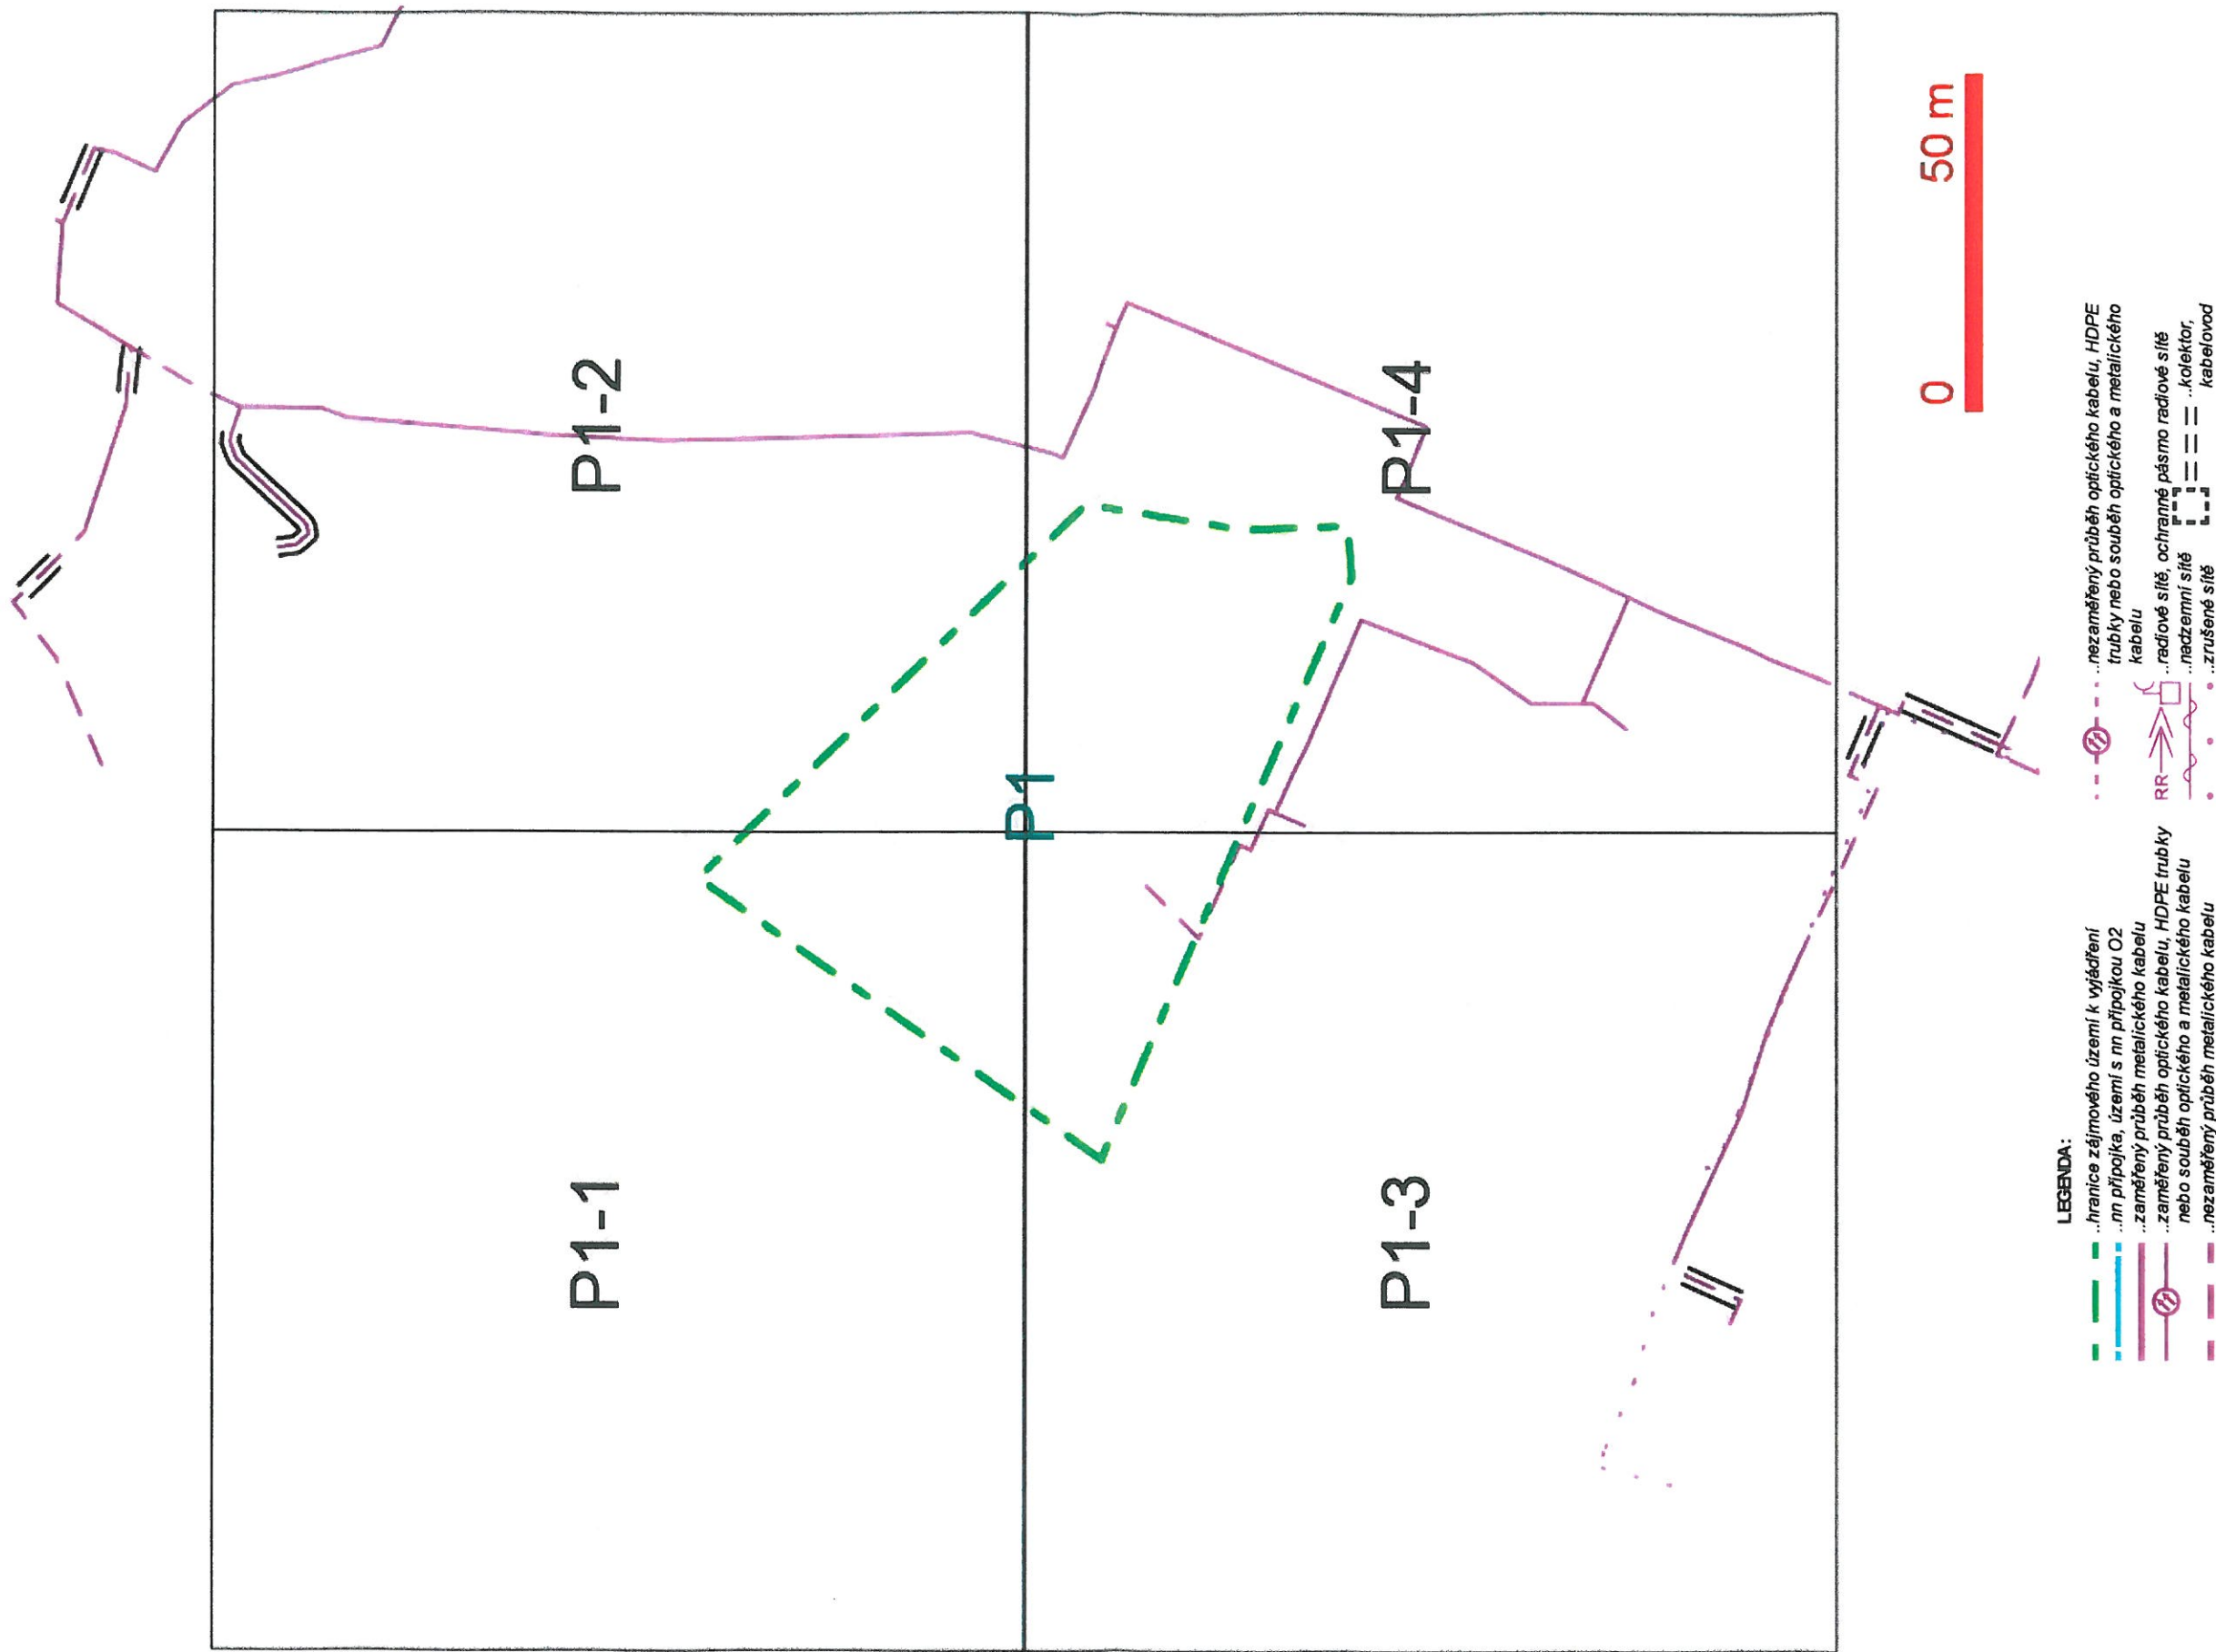 P1-1
P1-2
P1
P1-3
P1-4
0
50 m
LEGENDA:
..hranice zájmového území k vyjádření
..nn přípojka, území s nn přípojkou O2
..zaměřený průběh metalického kabelu
..zaměřený průběh optického kabelu, HDPE trubky
nebo souběh optického a metalického kabelu
..nezaměřený průběh metalického kabelu
..nezaměřený průběh optického kabelu, HDPE
trubky nebo souběh optického a metalického
kabelu
RR
..radiové sítě, ochranné pásmo radiové sítě
..nadzemní sítě
..kolektor,
kabelovod
..zrušené sítě